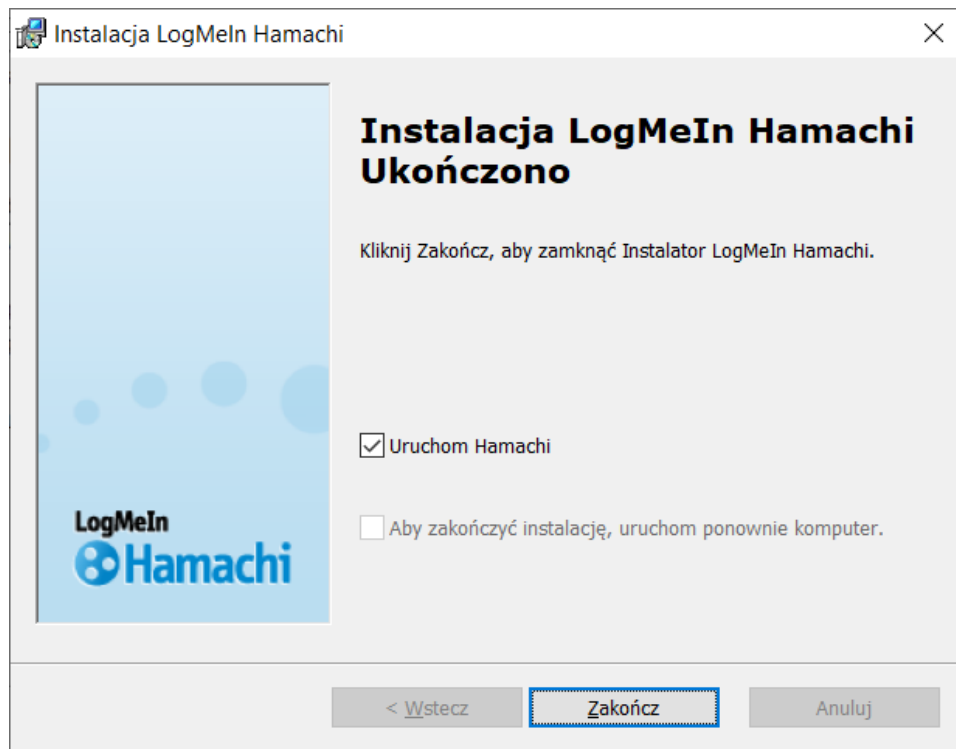 Instalacja LogMeIn Hamachi
Instalacja LogMeIn Hamachi
Ukończono
Kliknij Zakończ, aby zamknąć Instalator LogMeIn Hamachi.
Uruchom Hamachi
Aby zakończyć instalację, uruchom ponownie komputer.
LogMeIn
Hamachi
< Wstecz
Zakończ
Anuluj